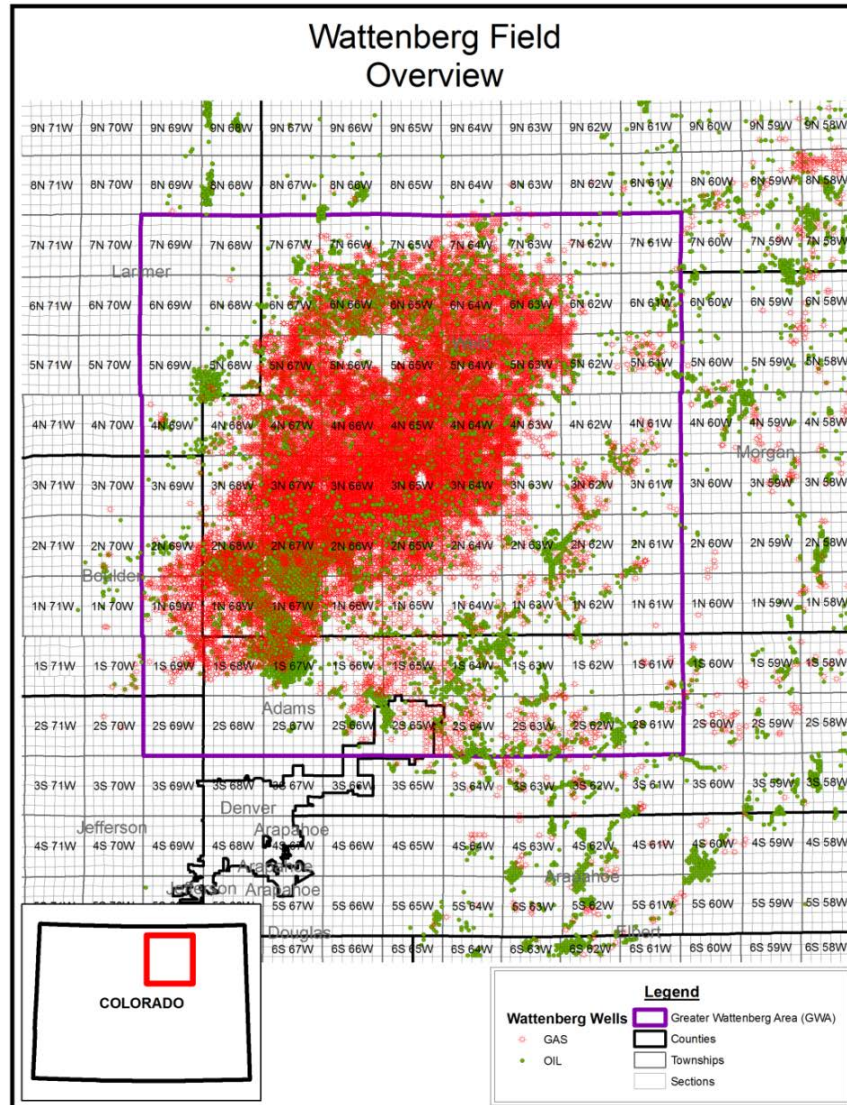 Wattenberg Field
Overview
9N 71W 9N 70W 9N 69W 9N 68W 9N 67W 9N 66W 9N 65W 9N 64W 9N 63W 9N 62W 9N 61W 9N 60W 9N 59W 9N 58W
8N 71W 8N 70W 8N 69W 8N 68W 8N 67W 8N 66W 8N 65W 8N 64W 8N 63W 8N 62W 8N 61W 8N 60W 8N 59W 8N 58W
7N 71W 7N 70W 7N 69W 7N 68W 7N 67W 7N 66W 7N 65W 7N 64W 7N 63W 7N 62W 7N 61W 7N 60W 7N 59W 7N 58W
Larimer
6N 71W 6N 70W 6N 69W 6N 68W 6N 67W 6N 66W 6N 65W 6N 64W 6N 63W 6N 62W 6N 61W 6N 60W 6N 59W 6N 58W
5N 71W 5N 70W 5N 69W 5N 68W 5N 67W 5N 66W 5N 65W 5N 64W 5N 63W 5N 62W 5N 61W 5N 60W 5N 59W 5N 58W
4N 71W 4N 70W 4N 69W 4N 68W 4N 67W 4N 66W 4N 65W 4N 64W 4N 63W 4N 62W 4N 61W 4N 60W 4N 59W 4N 58W
Morgan
3N 71W 3N 70W 3N 69W 3N 68W 3N 67W 3N 66W 3N 65W 3N 64W 3N 63W 3N 62W 3N 61W 3N 60W 3N 59W 3N 58W
2N 71W 2N 70W 2N 69W 2N 68W 2N 67W 2N 66W 2N 65W 2N 64W 2N 63W 2N 62W 2N 61W 2N 60W 2N 59W 2N 58W
Boulder
1N 71W 1N 70W 1N 69W 1N 68W 1N 67W 1N 66W 1N 65W 1N 64W 1N 63W 1N 62W 1N 61W 1N 60W 1N 59W 1N 58W
1S 71W 1S 70W 1S 69W 1S 68W 1S 67W 1S 66W 1S 65W 1S 64W 1S 63W 1S 62W 1S 61W 1S 60W 1S 59W 1S 58W
Adams
2S 71W 2S 70W 2S 69W 2S 68W 2S 67W 2S 66W 2S 65W 2S 64W 2S 63W 2S 62W 2S 61W 2S 60W 2S 59W 2S 58W
3S 71W 3S 70W 3S 69W 3S 68W 3S 67W 3S 66W 3S 65W 3S 64W 3S 63W 3S 62W 3S 61W 3S 60W 3S 59W 3S 58W
Denver
Jefferson Arapahoe
4S 71W 4S 70W 4S 69W 4S 68W 4S 67W 4S 66W 4S 65W 4S 64W 4S 63W 4S 62W 4S 61W 4S 60W 4S 59W 4S 58W
Arapahoe Arapahoe
Jefferson Arapahoe
5S 67W 5S 66W 5S 65W 5S 64W 5S 63W 5S 62W 5S 61W 5S 60W 5S 59W 5S 58W
Douglas Elbert
6S 67W 6S 66W 6S 65W 6S 64W 6S 63W 6S 62W 6S 61W 6S 60W 6S 59W 6S 58W
COLORADO
Legend
Wattenberg Wells
GAS
OIL
Greater Wattenberg Area (GWA)
Counties
Townships
Sections